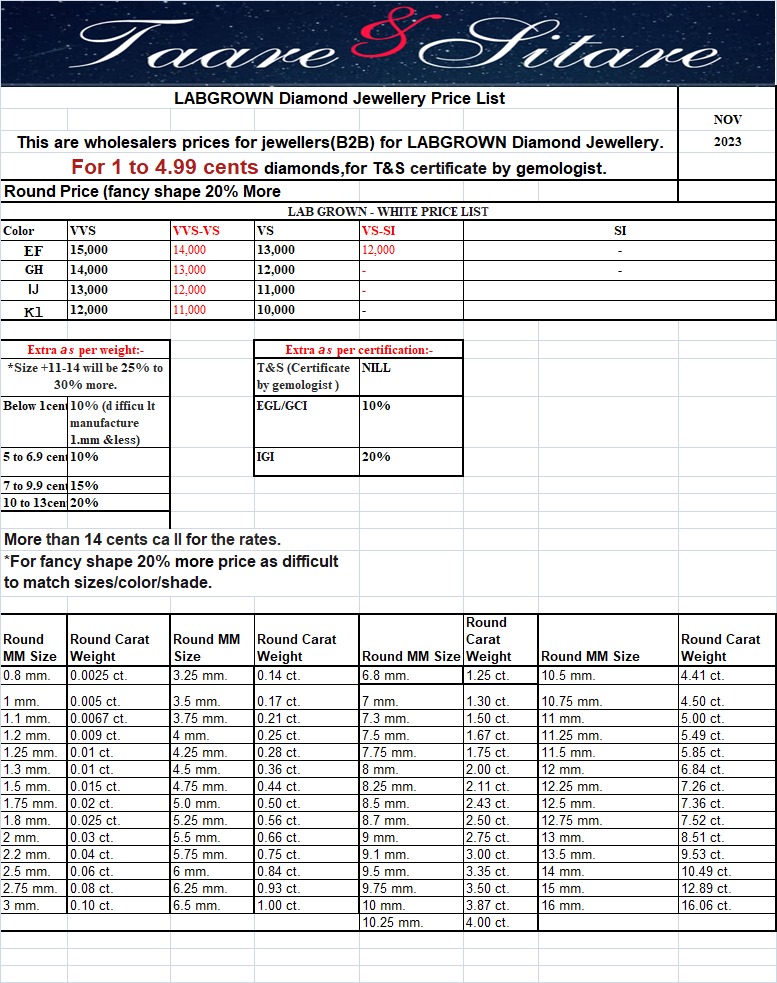 Taare & Sitare
LABGROWN Diamond Jewellery Price List
NOV
This are wholesalers prices for jewellers(B2B) for LABGROWN Diamond Jewellery. 2023
For 1 to 4.99 cents diamonds,for T&S certificate by gemologist.
Round Price (fancy shape 20% More
LAB GROWN - WHITE PRICE LIST
Color VVS VVS-VS VS VS-SI SI
EF 15,000 14,000 13,000 12,000 -
GH 14,000 13,000 12,000 - -
IJ 13,000 12,000 11,000 -
Kl 12,000 11,000 10,000 -
Extra as per weight:-
*Size +11-14 will be 25% to
30% more.
Below 1cent 10% (d ifficu lt
manufacture
1.mm &less)
5 to 6.9 cent 10%
7 to 9.9 cent 15%
10 to 13cen 20%
Extra as per certification:-
T&S (Certificate NILL
by gemologist )
EGL/GCI 10%
IGI 20%
More than 14 cents ca ll for the rates.
*For fancy shape 20% more price as difficult
to match sizes/color/shade.
Round
Round Round Carat Round MM Round Carat Carat Round Carat
MM Size Weight Size Weight Round MM Size Weight Round MM Size Weight
0.8 mm. 0.0025 ct. 3.25 mm. 0.14 ct. 6.8 mm. 1.25 ct. 10.5 mm. 4.41 ct.
1 mm. 0.005 ct. 3.5 mm. 0.17 ct. 7 mm. 1.30 ct. 10.75 mm. 4.50 ct.
1.1 mm. 0.0067 ct. 3.75 mm. 0.21 ct. 7.3 mm. 1.50 ct. 11 mm. 5.00 ct.
1.2 mm. 0.009 ct. 4 mm. 0.25 ct. 7.5 mm. 1.67 ct. 11.25 mm. 5.49 ct.
1.25 mm. 0.01 ct. 4.25 mm. 0.28 ct. 7.75 mm. 1.75 ct. 11.5 mm. 5.85 ct.
1.3 mm. 0.01 ct. 4.5 mm. 0.36 ct. 8 mm. 2.00 ct. 12 mm. 6.84 ct.
1.5 mm. 0.015 ct. 4.75 mm. 0.44 ct. 8.25 mm. 2.11 ct. 12.25 mm. 7.26 ct.
1.75 mm. 0.02 ct. 5.0 mm. 0.50 ct. 8.5 mm. 2.43 ct. 12.5 mm. 7.36 ct.
1.8 mm. 0.025 ct. 5.25 mm. 0.56 ct. 8.7 mm. 2.50 ct. 12.75 mm. 7.52 ct.
2 mm. 0.03 ct. 5.5 mm. 0.66 ct. 9 mm. 2.75 ct. 13 mm. 8.51 ct.
2.2 mm. 0.04 ct. 5.75 mm. 0.75 ct. 9.1 mm. 3.00 ct. 13.5 mm. 9.53 ct.
2.5 mm. 0.06 ct. 6 mm. 0.84 ct. 9.5 mm. 3.35 ct. 14 mm. 10.49 ct.
2.75 mm. 0.08 ct. 6.25 mm. 0.93 ct. 9.75 mm. 3.50 ct. 15 mm. 12.89 ct.
3 mm. 0.10 ct. 6.5 mm. 1.00 ct. 10 mm. 3.87 ct. 16 mm. 16.06 ct.
10.25 mm. 4.00 ct.